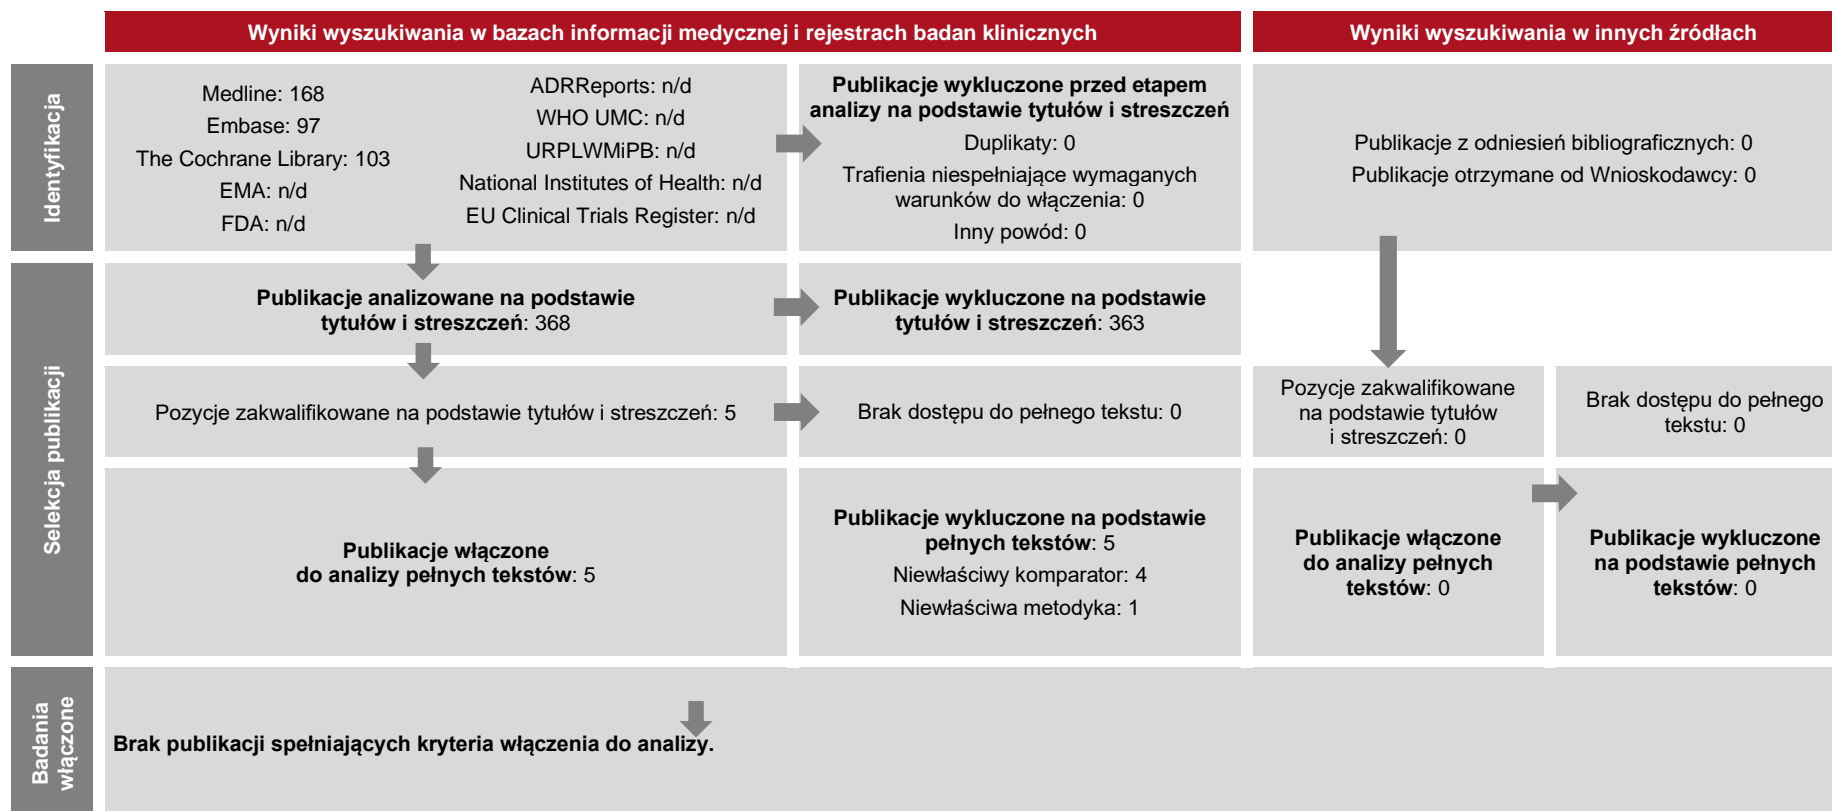 Wyniki wyszukiwania w bazach informacji medycznej i rejestrach badan klinicznych
Wyniki wyszukiwania w innych źródłach
Identyfikacja
Medline: 168
Embase: 97
The Cochrane Library: 103
EMA: n/d
FDA: n/d
ADRReports: n/d
WHO UMC: n/d
URPLWMiPB: n/d
National Institutes of Health: n/d
EU Clinical Trials Register: n/d
Publikacje wykluczone przed etapem
analizy na podstawie tytułów i streszczeń
Duplikaty: 0
Trafienia niespełniające wymaganych
warunków do włączenia: 0
Inny powód: 0
Publikacje z odniesień bibliograficznych: 0
Publikacje otrzymane od Wnioskodawcy: 0
Selekcja publikacji
Publikacje analizowane na podstawie
tytułów i streszczeń: 368
Publikacje wykluczone na podstawie
tytułów i streszczeń: 363
Pozycje zakwalifikowane na podstawie tytułów i streszczeń: 5
Brak dostępu do pełnego tekstu: 0
Pozycje zakwalifikowane
na podstawie tytułów
i streszczeń: 0
Brak dostępu do pełnego
tekstu: 0
Publikacje włączone
do analizy pełnych tekstów: 5
Publikacje wykluczone na podstawie
pełnych tekstów: 5
Niewłaściwy komparator: 4
Niewłaściwa metodyka: 1
Publikacje włączone
do analizy pełnych
tekstów: 0
Publikacje wykluczone
na podstawie pełnych
tekstów: 0
Badania
włączone
Brak publikacji spełniających kryteria włączenia do analizy.